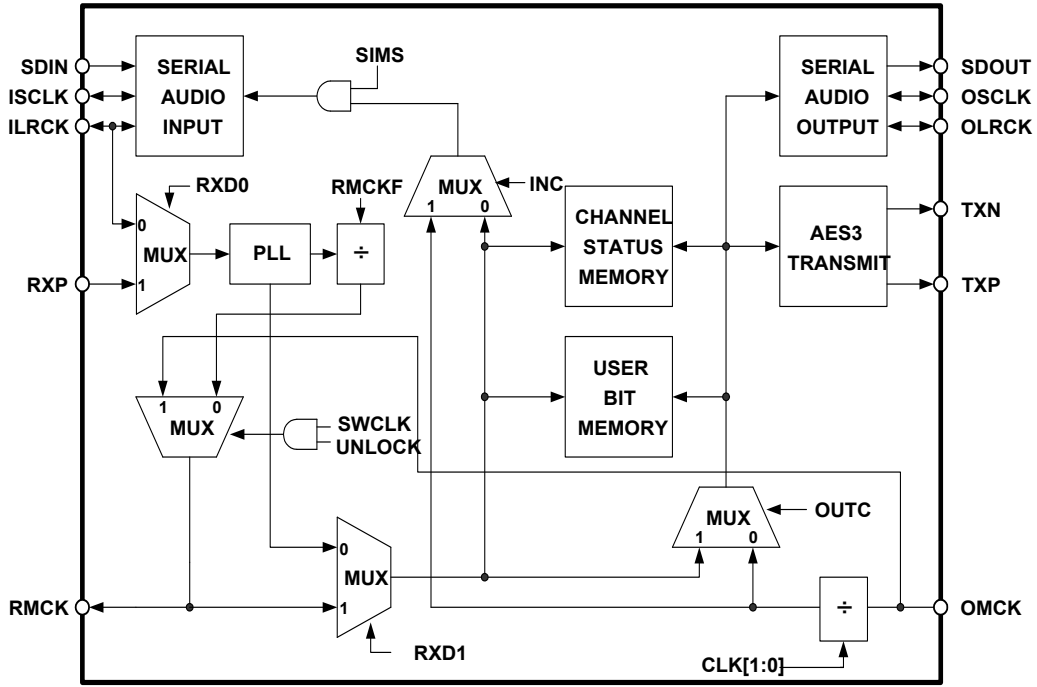 SIMS
SDIN
ISCLK
ILRCK
SERIAL
AUDIO
INPUT
SERIAL
AUDIO
OUTPUT
SDOUT
OSCLK
OLRCK
RXD0
RMCKF
MUX
1 0
INC
CHANNEL
STATUS
MEMORY
AES3
TRANSMIT
TXN
TXP
RXP
0
MUX
1
PLL
÷
USER
BIT
MEMORY
1 0
MUX
SWCLK
UNLOCK
MUX
1 0
OUTC
0
MUX
1
RXD1
RMCK
÷
OMCK
CLK[1:0]